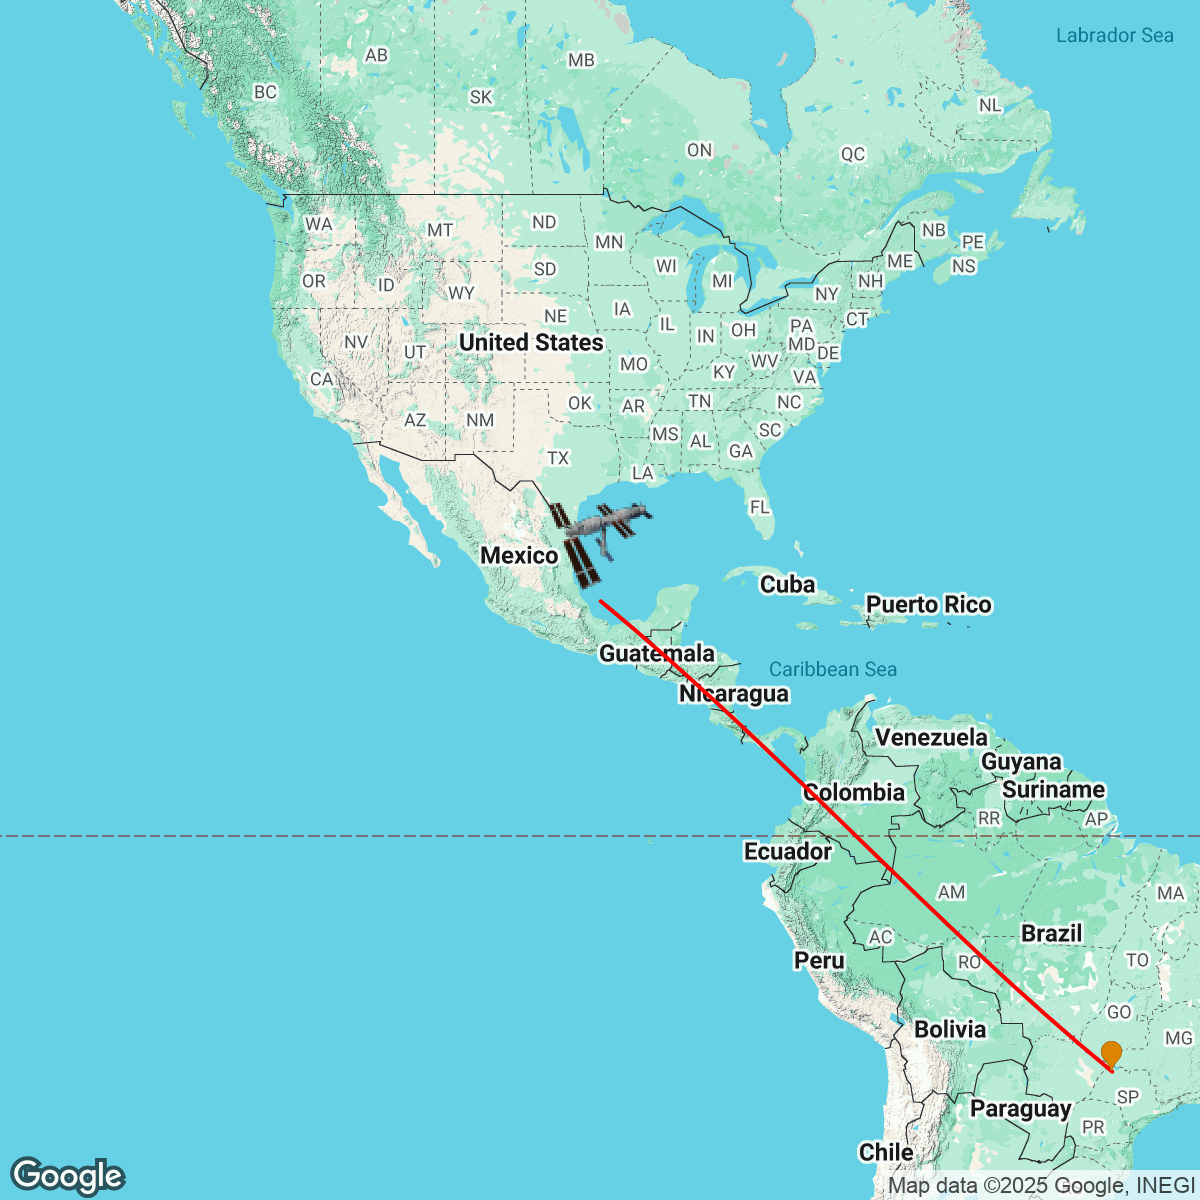 Labrador Sea
AB
MB
BC
SK
NL
ON
QC
WA
MT
ND
NB
MN
PE
ME
NS
WI
SD
OR
ID
MI
NH
WY
NY
IA
NE
CT
IL
OH
PA
IN
NV
United States
MD
UT
DE
MO
WV
KY
CA
VA
OK
TN
NC
AR
AZ
NM
SC
MS
AL
GA
TX
LA
FL
Mexico
Cuba
Puerto Rico
Guatemala
Caribbean Sea
Nicaragua
Venezuela
Guyana
Suriname
Colombia
RR
AP
Ecuador
AM
MA
Brazil
AC
Peru
RO
TO
GO
Bolivia
MG
SP
Paraguay
PR
Chile
Google
Map data ©2025 Google, INEGI